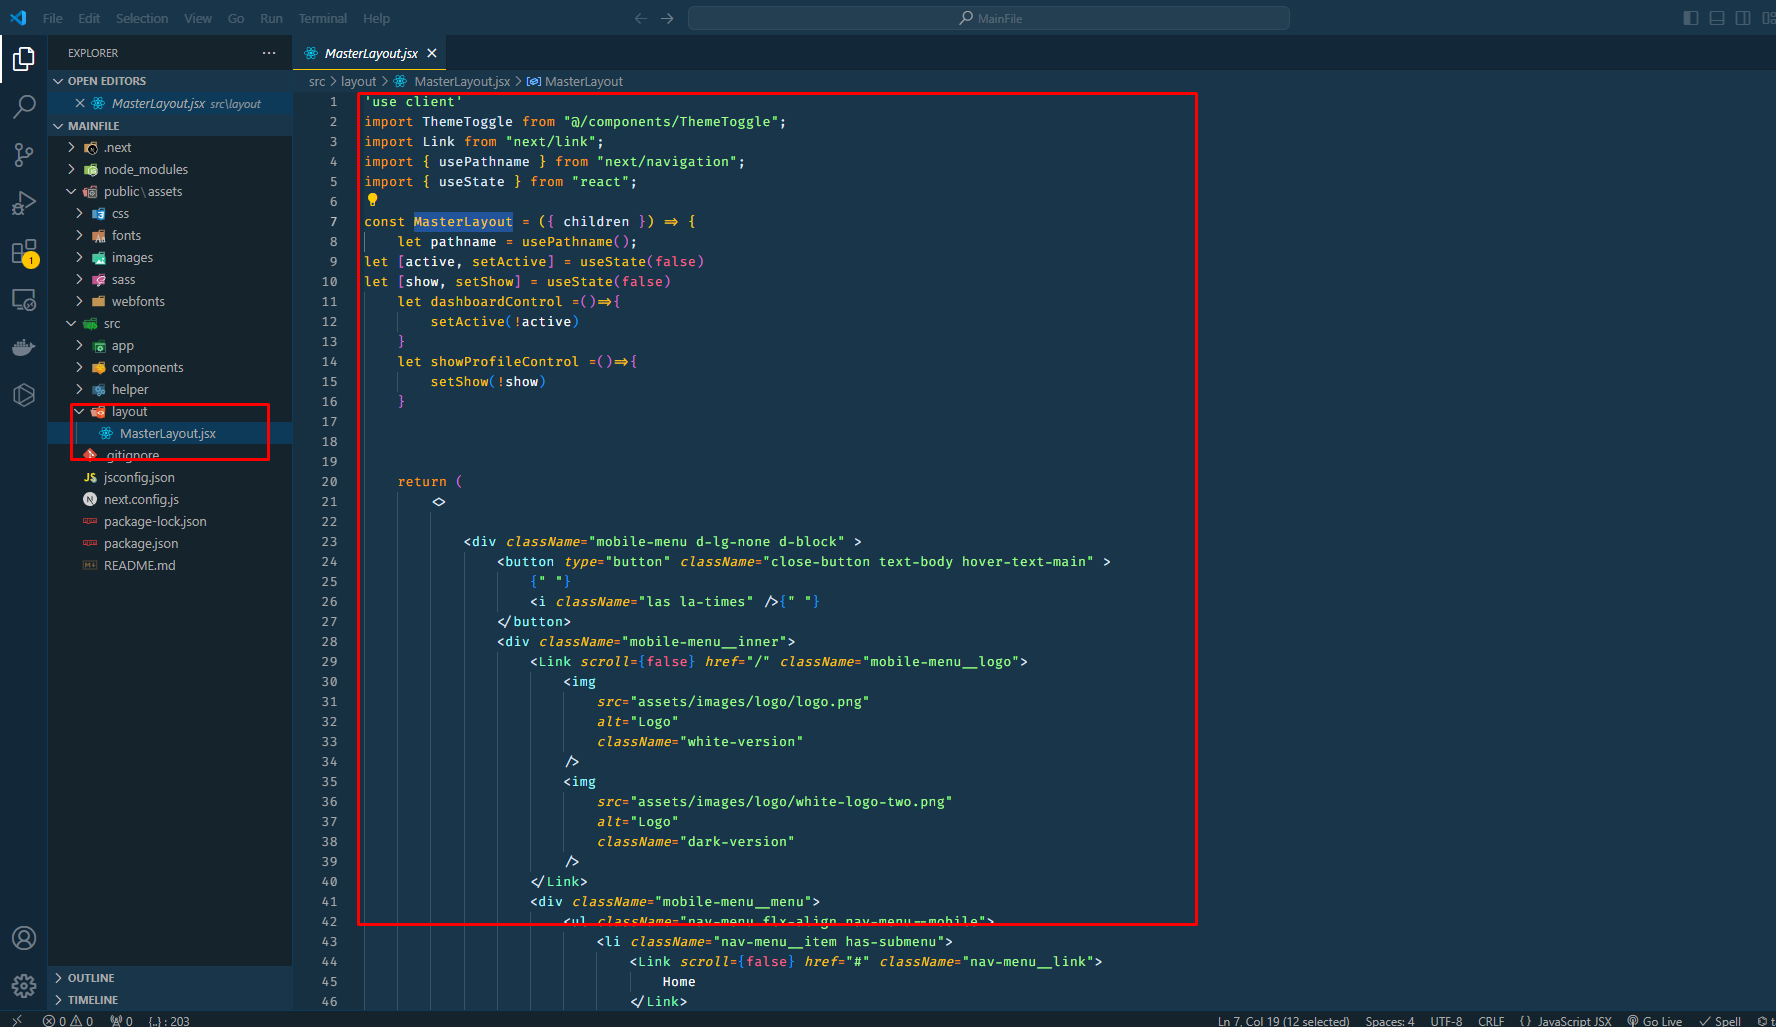 File Edit Selection View Go Run Terminal Help
MainFile
EXPLORER
OPEN EDITORS
MasterLayout.jsx src\layout
MAINFILE
.next
node_modules
public\assets
css
fonts
images
sass
webfonts
src
app
components
helper
layout
MasterLayout.jsx
.gitignore
JS jsconfig.json
N next.config.js
package-lock.json
package.json
README.md
OUTLINE
TIMELINE
1
MasterLayout.jsx
src > layout > MasterLayout.jsx > MasterLayout
1 'use client'
2 import ThemeToggle from "@/components/ThemeToggle";
3 import Link from "next/link";
4 import { usePathname } from "next/navigation";
5 import { useState } from "react";
6
7 const MasterLayout = ({ children }) => {
8 let pathname = usePathname();
9 let [active, setActive] = useState(false)
10 let [show, setShow] = useState(false)
11 let dashboardControl =()=>{
12 setActive(!active)
13 }
14 let showProfileControl =()=>{
15 setShow(!show)
16 }
17
18
19
20 return (
21 <>
22
23 <div className="mobile-menu d-lg-none d-block" >
24 <button type="button" className="close-button text-body hover-text-main" >
25 {" "}
26 <i className="las la-times" />{" "}
27 </button>
28 <div className="mobile-menu__inner">
29 <Link scroll={false} href="/" className="mobile-menu__logo">
30 <img
31 src="assets/images/logo/logo.png"
32 alt="Logo"
33 className="white-version"
34 />
35 <img
36 src="assets/images/logo/white-logo-two.png"
37 alt="Logo"
38 className="dark-version"
39 />
40 </Link>
41 <div className="mobile-menu__menu">
42 <ul className="nav-menu flx-align nav-menu--mobile">
43 <li className="nav-menu__item has-submenu">
44 <Link scroll={false} href="#" className="nav-menu__link">
45 Home
46 </Link>
0 0 0 {..} : 203
Ln 7, Col 19 (12 selected) Spaces: 4 UTF-8 CRLF {} JavaScript JSX Go Live Spell